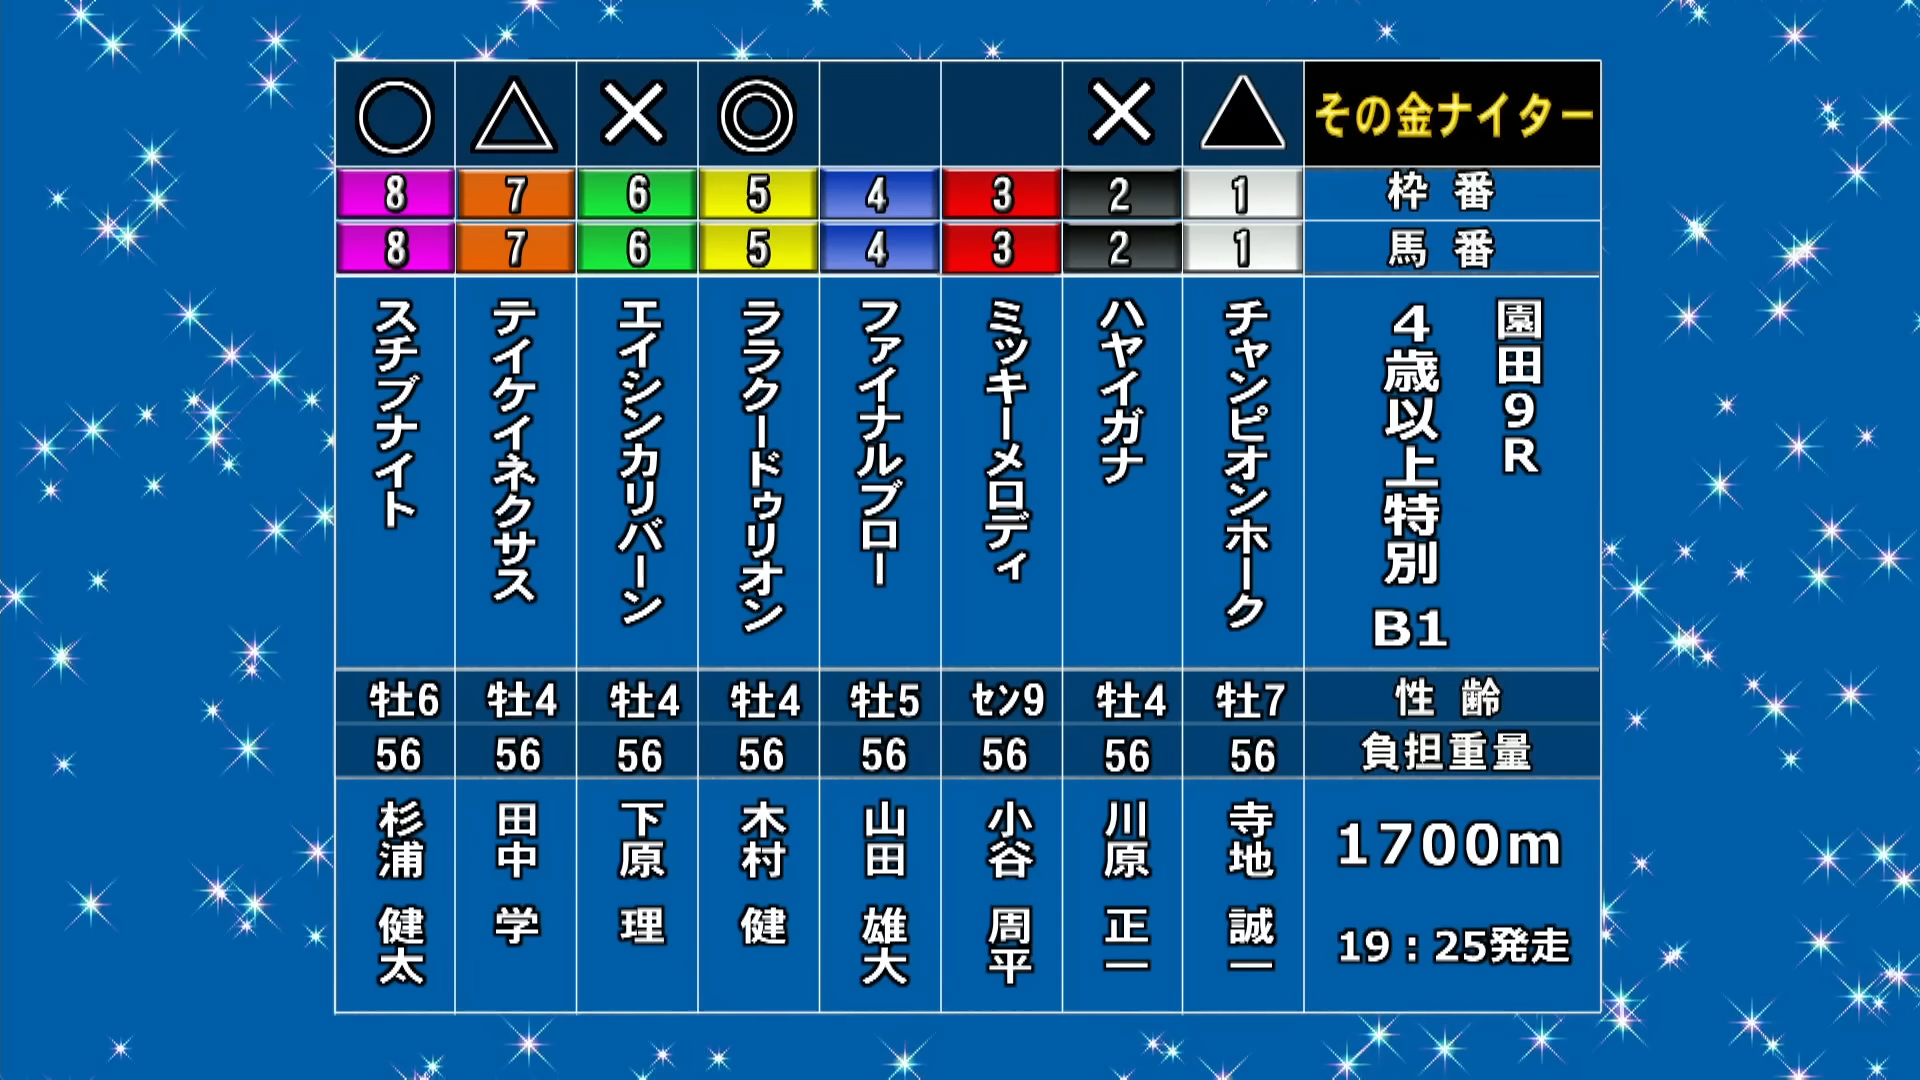 その金ナイター
枠番
馬番
園田9R
4歳以上特別 B1
性齢
負担重量
1700m
19：25発走
▲
1
1
チャンピオンホーク
牡7
56
寺地 誠一
×
2
2
ハヤイガナ
牡4
56
川原 正一
3
3
ミッキーメロディ
セン9
56
小谷 周平
4
4
ファイナルブロー
牡5
56
山田 雄大
◎
5
5
ララクードゥリオン
牡4
56
木村 健
×
6
6
エイシンカリバーン
牡4
56
下原 理
△
7
7
テイケイネクサス
牡4
56
田中 学
○
8
8
スチブナイト
牡6
56
杉浦 健太